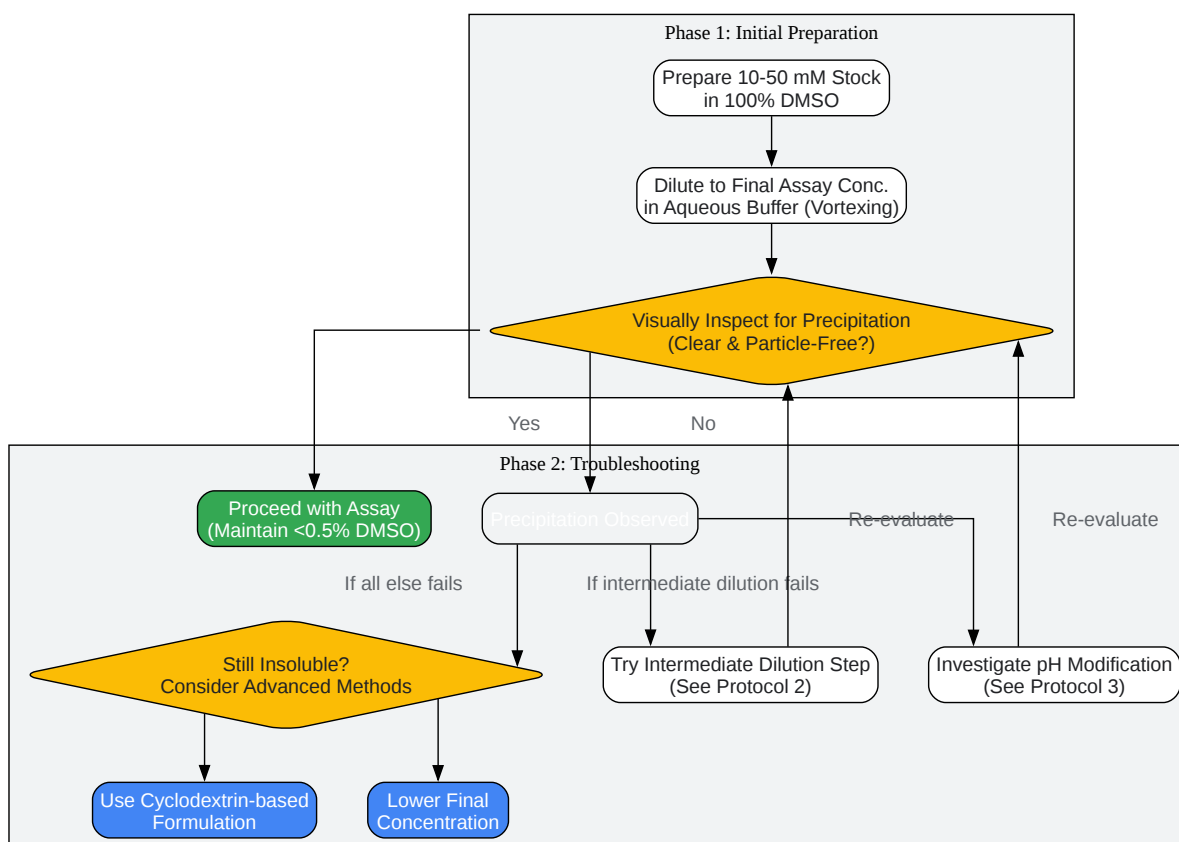 Phase 1: Initial Preparation
Prepare 10-50 mM Stock
in 100% DMSO
Dilute to Final Assay Conc.
in Aqueous Buffer (Vortexing)
Visually Inspect for Precipitation
(Clear & Particle-Free?)
Yes
No
Phase 2: Troubleshooting
Proceed with Assay
(Maintain <0.5% DMSO)
Precipitation Observed
Re-evaluate
Re-evaluate
If all else fails
If intermediate dilution fails
Still Insoluble?
Consider Advanced Methods
Try Intermediate Dilution Step
(See Protocol 2)
Investigate pH Modification
(See Protocol 3)
Use Cyclodextrin-based
Formulation
Lower Final
Concentration